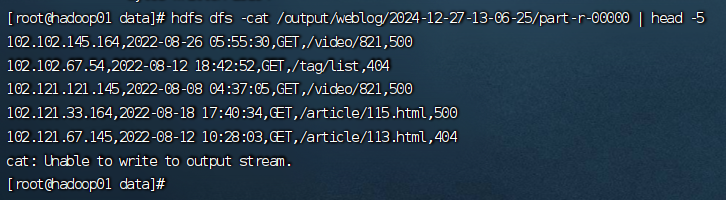 [root@hadoop01 data]# hdfs dfs -cat /output/weblog/2024-12-27-13-06-25/part-r-00000 | head -5
102.102.145.164,2022-08-26 05:55:30,GET,/video/821,500
102.102.67.54,2022-08-12 18:42:52,GET,/tag/list,404
102.121.121.145,2022-08-08 04:37:05,GET,/video/821,500
102.121.33.164,2022-08-18 17:40:34,GET,/article/115.html,500
102.121.67.145,2022-08-12 10:28:03,GET,/article/113.html,404
cat: Unable to write to output stream.
[root@hadoop01 data]#